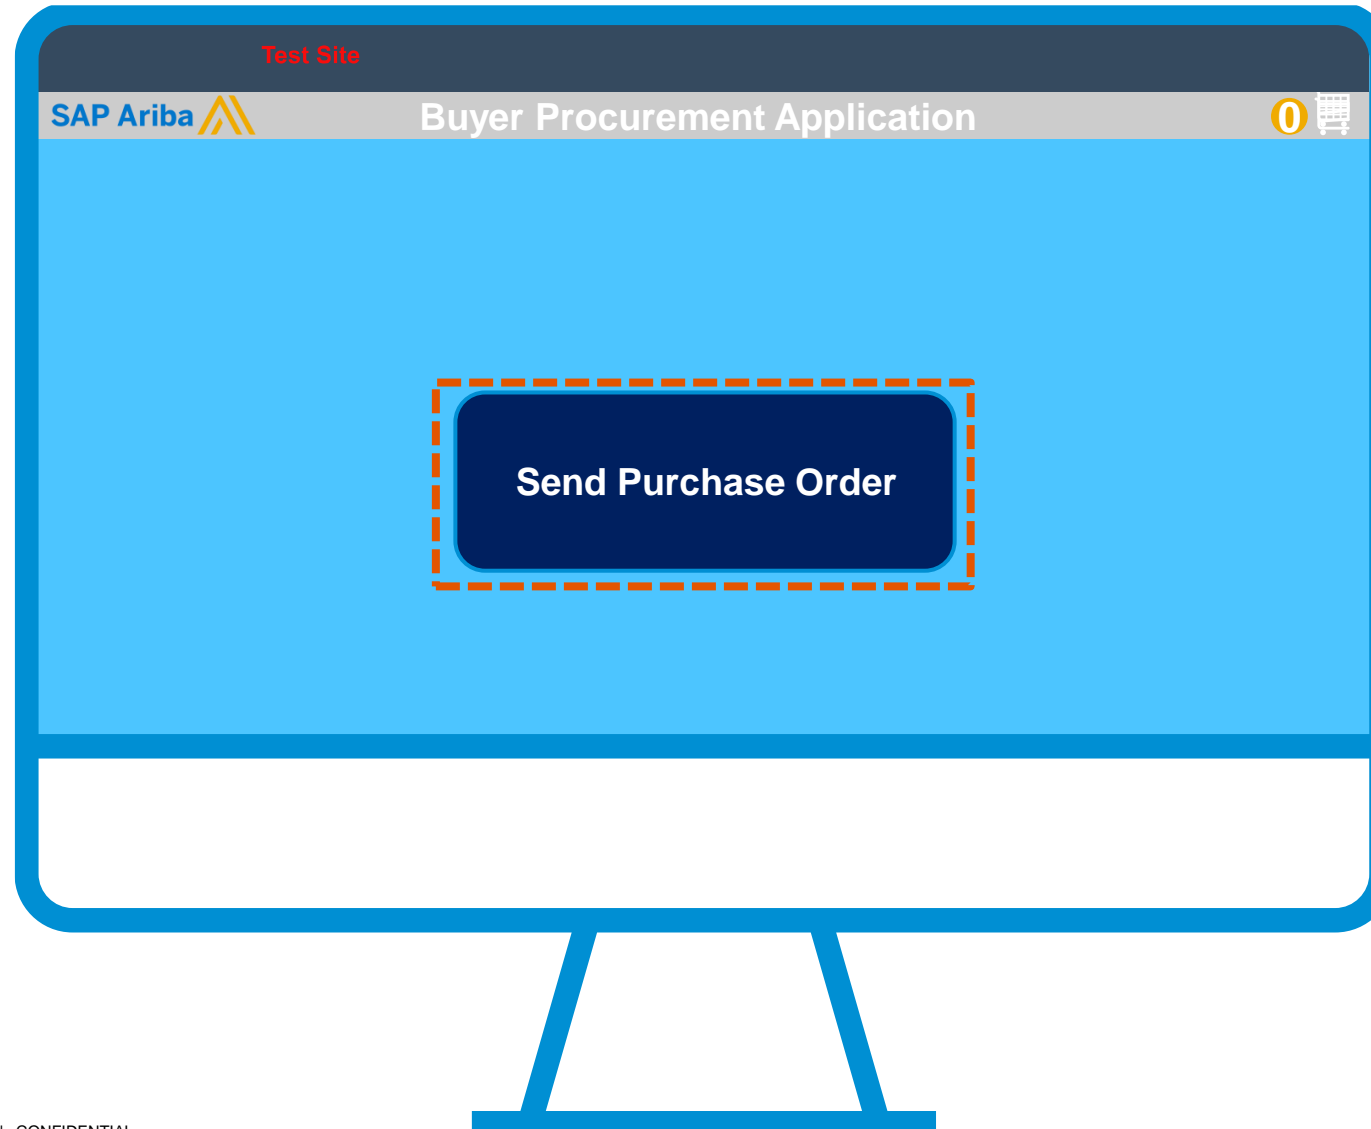 Test Site
SAP Ariba
Buyer Procurement Application
0
Send Purchase Order
CONFIDENTIAL